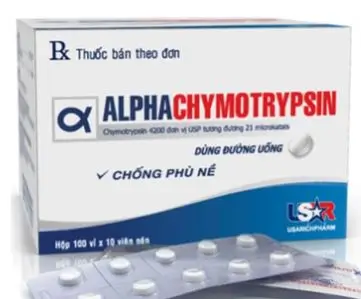 Rx Thuốc bán theo đơn
α ALPHACHYMOTRYPSIN
Chymotrypsin 4200 đơn vị USP tương đương 21 microkatals
DÙNG ĐƯỜNG UỐNG
✓ CHỐNG PHÙ NỀ
Hộp 100 vỉ x 10 viên nén
USR
USARICHPHARM